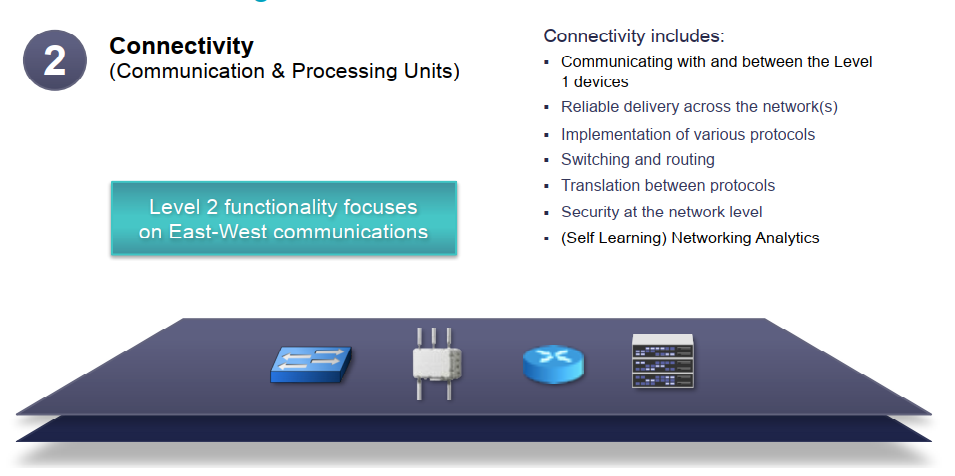 2
Connectivity
(Communication & Processing Units)
Level 2 functionality focuses
on East-West communications
Connectivity includes:
▪ Communicating with and between the Level
1 devices
▪ Reliable delivery across the network(s)
▪ Implementation of various protocols
▪ Switching and routing
▪ Translation between protocols
▪ Security at the network level
▪ (Self Learning) Networking Analytics